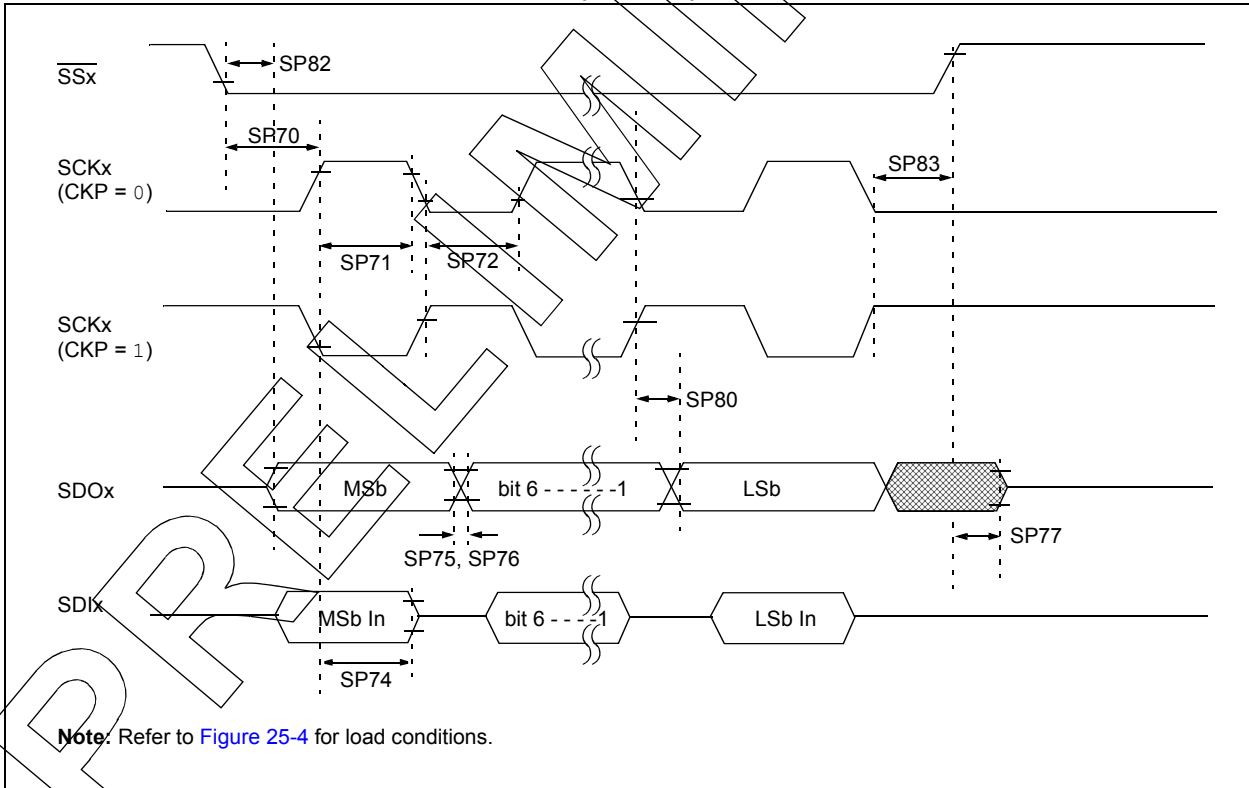 SSx
SP82
SP70
SCKx
(CKP = 0)
SP83
SP71
SP72
SCKx
(CKP = 1)
SP80
SDOx
MSb
bit 6 - - - - - -1
LSb
SP77
SP75, SP76
SDIx
MSb In
bit 6 - - - -1
LSb In
SP74
Note: Refer to Figure 25-4 for load conditions.
PRELIMI